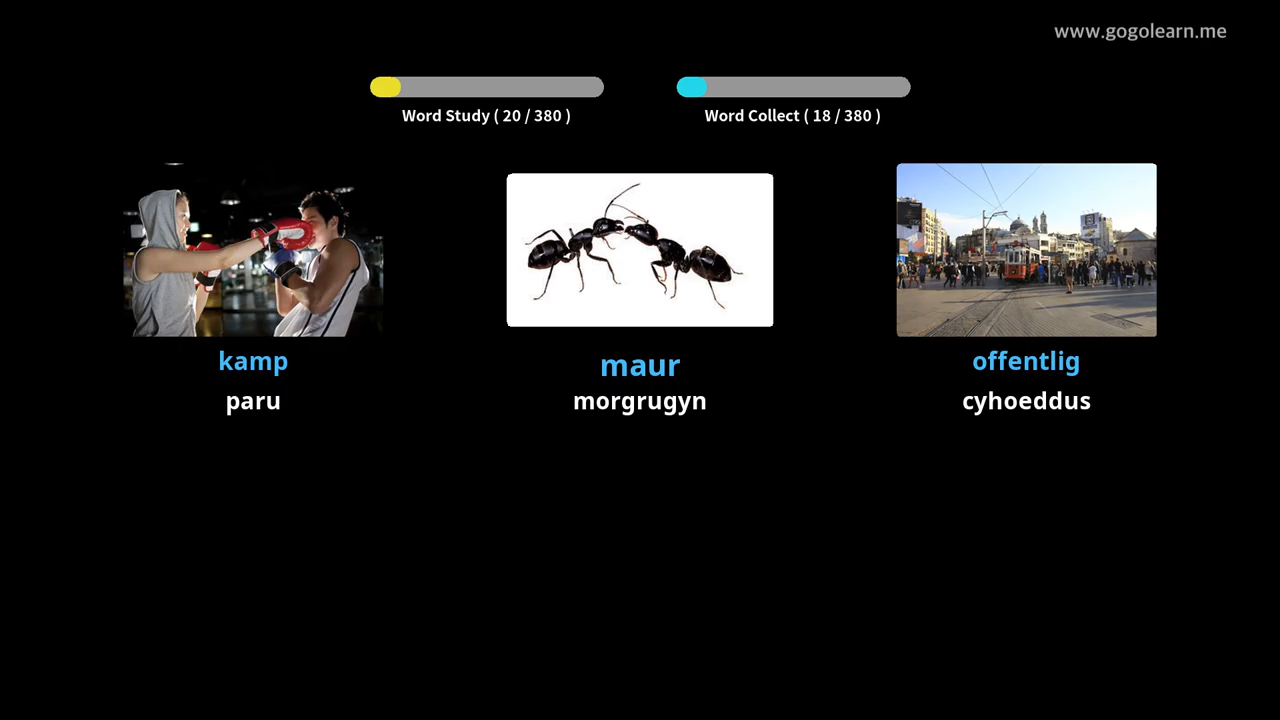 www.gogolearn.me
Word Study ( 20 / 380 )
Word Collect ( 18 / 380 )
kamp
maur
offentlig
paru
morgrugyn
cyhoeddus